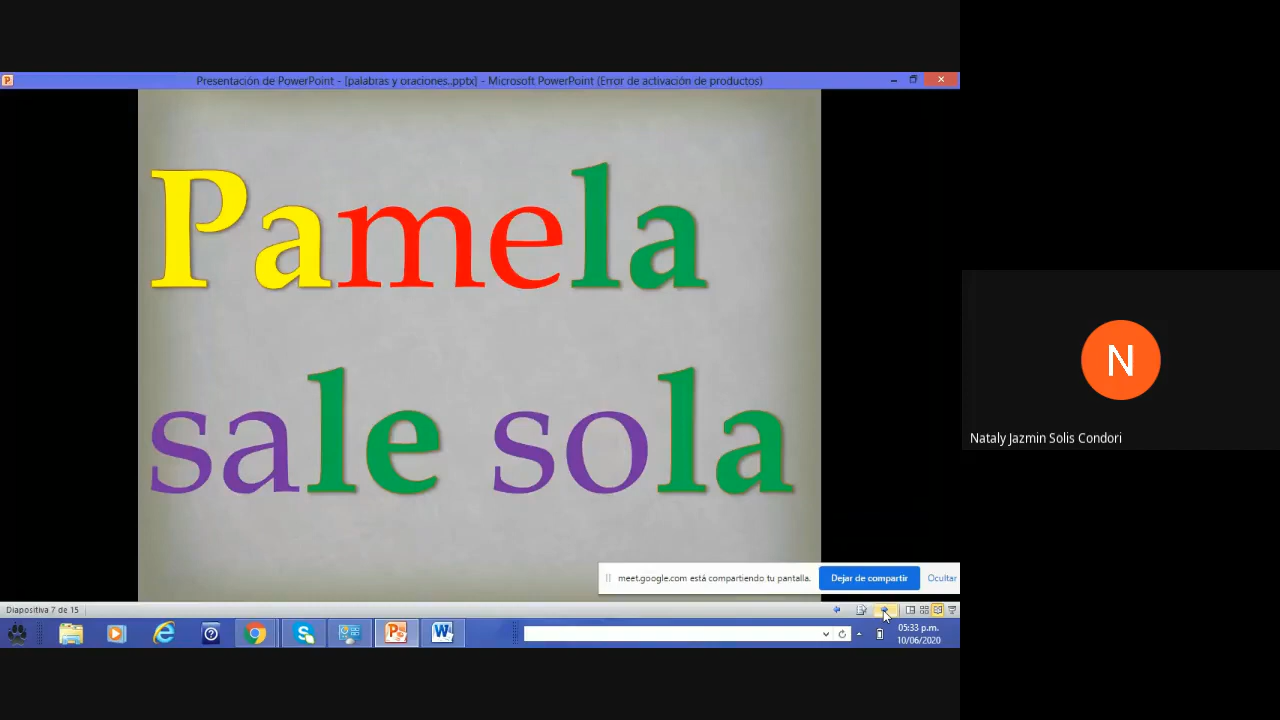 Presentación de PowerPoint - [palabras y oraciones..pptx] - Microsoft PowerPoint (Error de activación de productos)
Pamela
sale sola
N
Nataly Jazmin Solis Condori
meet.google.com está compartiendo tu pantalla.
Dejar de compartir
Ocultar
Diapositiva 7 de 15
05:33 p.m.
10/06/2020